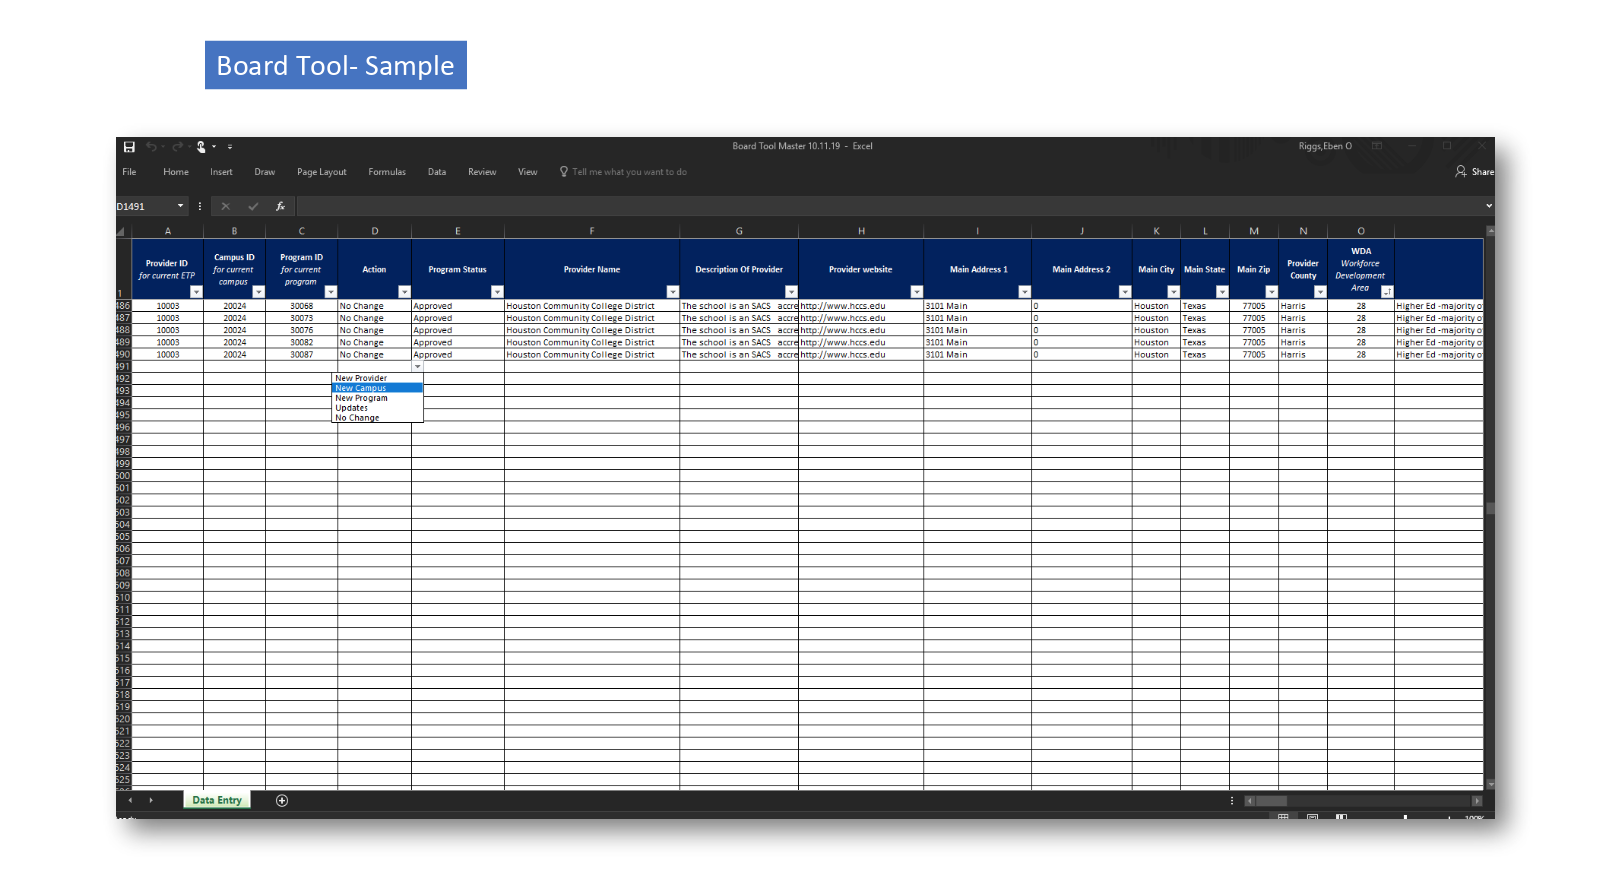 Board Tool- Sample
Board Tool Master 10.11.19 - Excel
Riggs,Eben O
File Home Insert Draw Page Layout Formulas Data Review View Tell me what you want to do Share
D1491
fx
A B C D E F G H I J K L M N O
Provider ID for current ETP Campus ID for current campus Program ID for current program Action Program Status Provider Name Description Of Provider Provider website Main Address 1 Main Address 2 Main City Main State Main Zip Provider County WDA Workforce Development Area
1
486 10003 20024 30068 No Change Approved Houston Community College District The school is an SACS accre http://www.hccs.edu 3101 Main 0 Houston Texas 77005 Harris 28 Higher Ed -majority o
487 10003 20024 30073 No Change Approved Houston Community College District The school is an SACS accre http://www.hccs.edu 3101 Main 0 Houston Texas 77005 Harris 28 Higher Ed -majority o
488 10003 20024 30076 No Change Approved Houston Community College District The school is an SACS accre http://www.hccs.edu 3101 Main 0 Houston Texas 77005 Harris 28 Higher Ed -majority o
489 10003 20024 30082 No Change Approved Houston Community College District The school is an SACS accre http://www.hccs.edu 3101 Main 0 Houston Texas 77005 Harris 28 Higher Ed -majority o
490 10003 20024 30087 No Change Approved Houston Community College District The school is an SACS accre http://www.hccs.edu 3101 Main 0 Houston Texas 77005 Harris 28 Higher Ed -majority o
491
492 New Provider
493 New Campus
494 New Program
495 Updates
No Change
496
497
498
499
500
501
502
503
504
505
506
507
508
509
510
511
512
513
514
515
516
517
518
519
520
521
522
523
524
525
Data Entry
100%